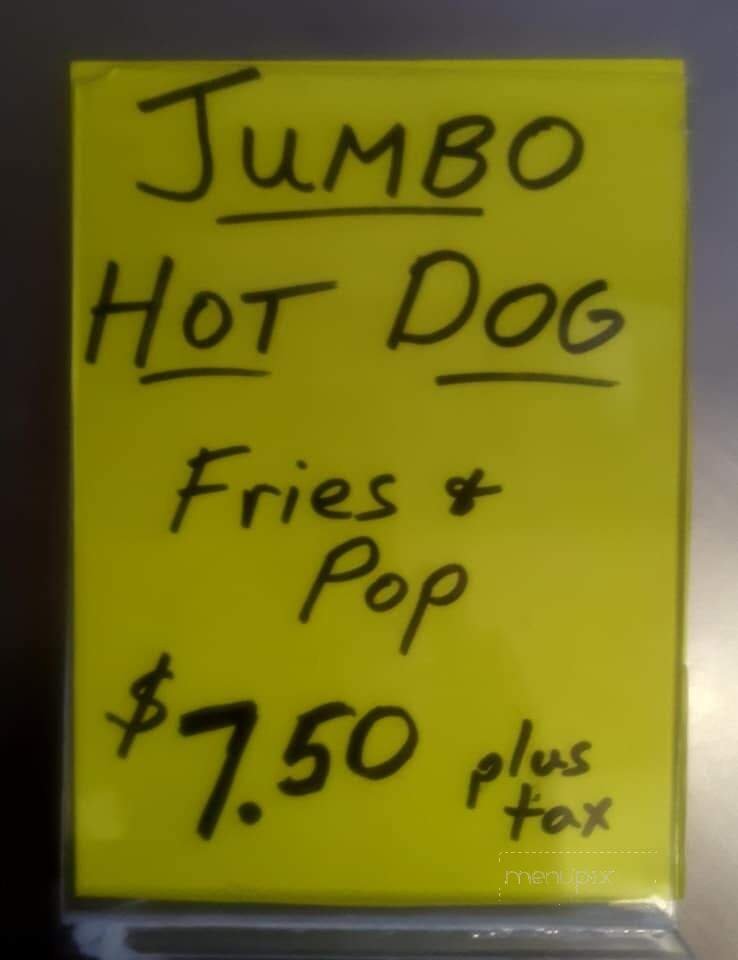 JUMBO
HOT DOG
Fries &
Pop
$7.50 plus
tax
menupix